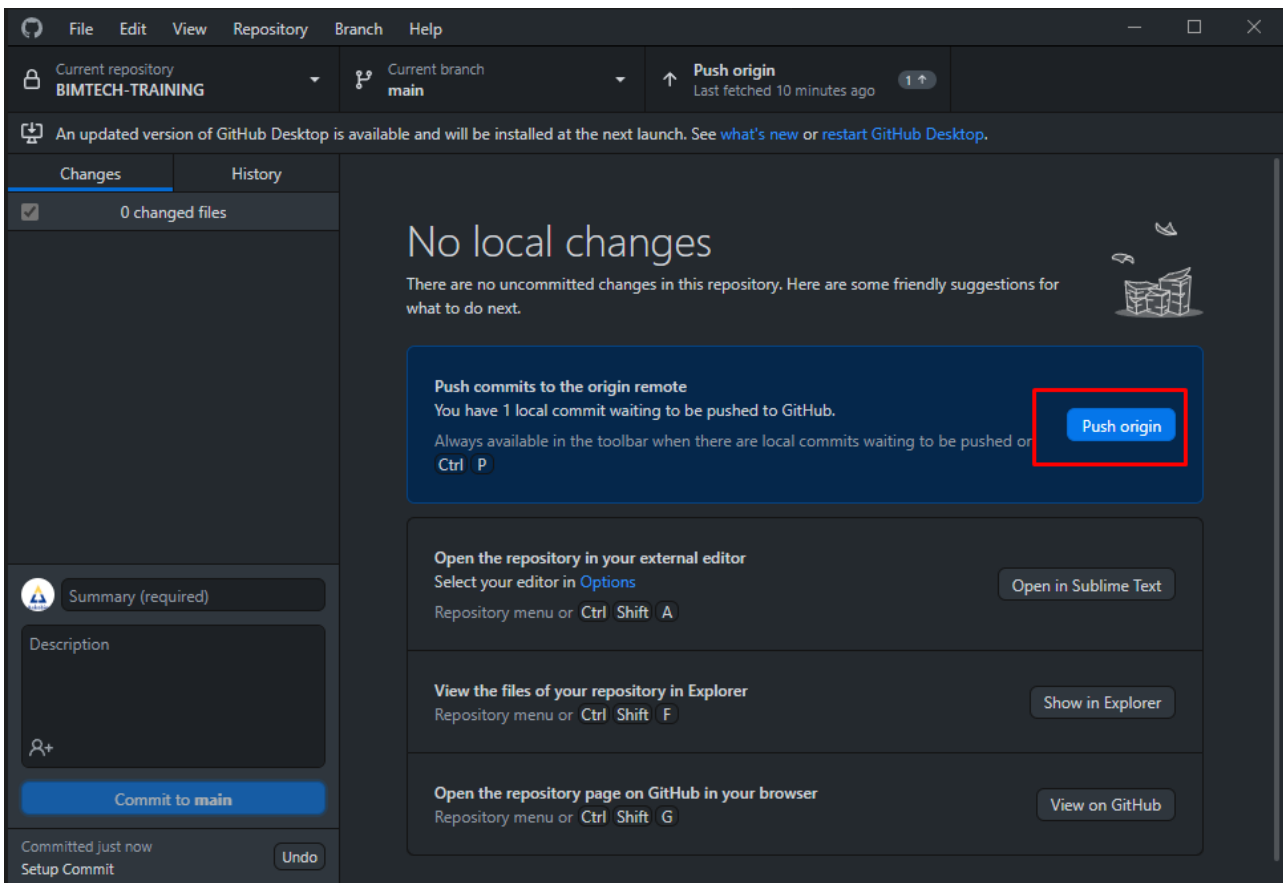 File Edit View Repository Branch Help
Current repository
BIMTECH-TRAINING
Current branch
main
Push origin
Last fetched 10 minutes ago
1
An updated version of GitHub Desktop is available and will be installed at the next launch. See what's new or restart GitHub Desktop.
Changes History
0 changed files
No local changes
There are no uncommitted changes in this repository. Here are some friendly suggestions for
what to do next.
Push commits to the origin remote
You have 1 local commit waiting to be pushed to GitHub.
Always available in the toolbar when there are local commits waiting to be pushed or
Ctrl P
Push origin
Open the repository in your external editor
Select your editor in Options
Repository menu or Ctrl Shift A
Open in Sublime Text
View the files of your repository in Explorer
Repository menu or Ctrl Shift F
Show in Explorer
Open the repository page on GitHub in your browser
Repository menu or Ctrl Shift G
View on GitHub
Summary (required)
Description
Commit to main
Committed just now
Setup Commit
Undo